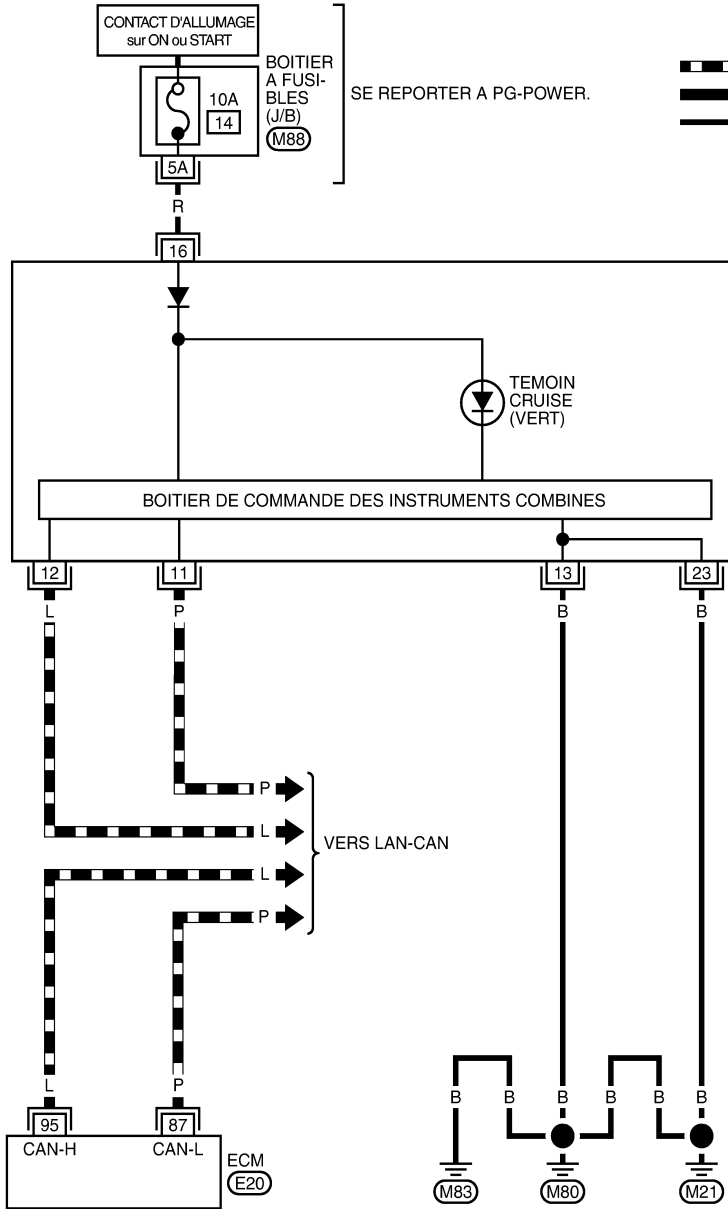 CONTACT D'ALLUMAGE
sur ON ou START
BOITIER
A FUSI-
BLES
(J/B)
M88
10A
14
SE REPORTER A PG-POWER.
5A
R
16
TEMOIN
CRUISE
(VERT)
BOITIER DE COMMANDE DES INSTRUMENTS COMBINES
12
11
13
23
L
P
B
B
P
L
VERS LAN-CAN
L
P
L
P
B
B
B
B
B
B
95
87
CAN-H
CAN-L
ECM
E20
M83
M80
M21